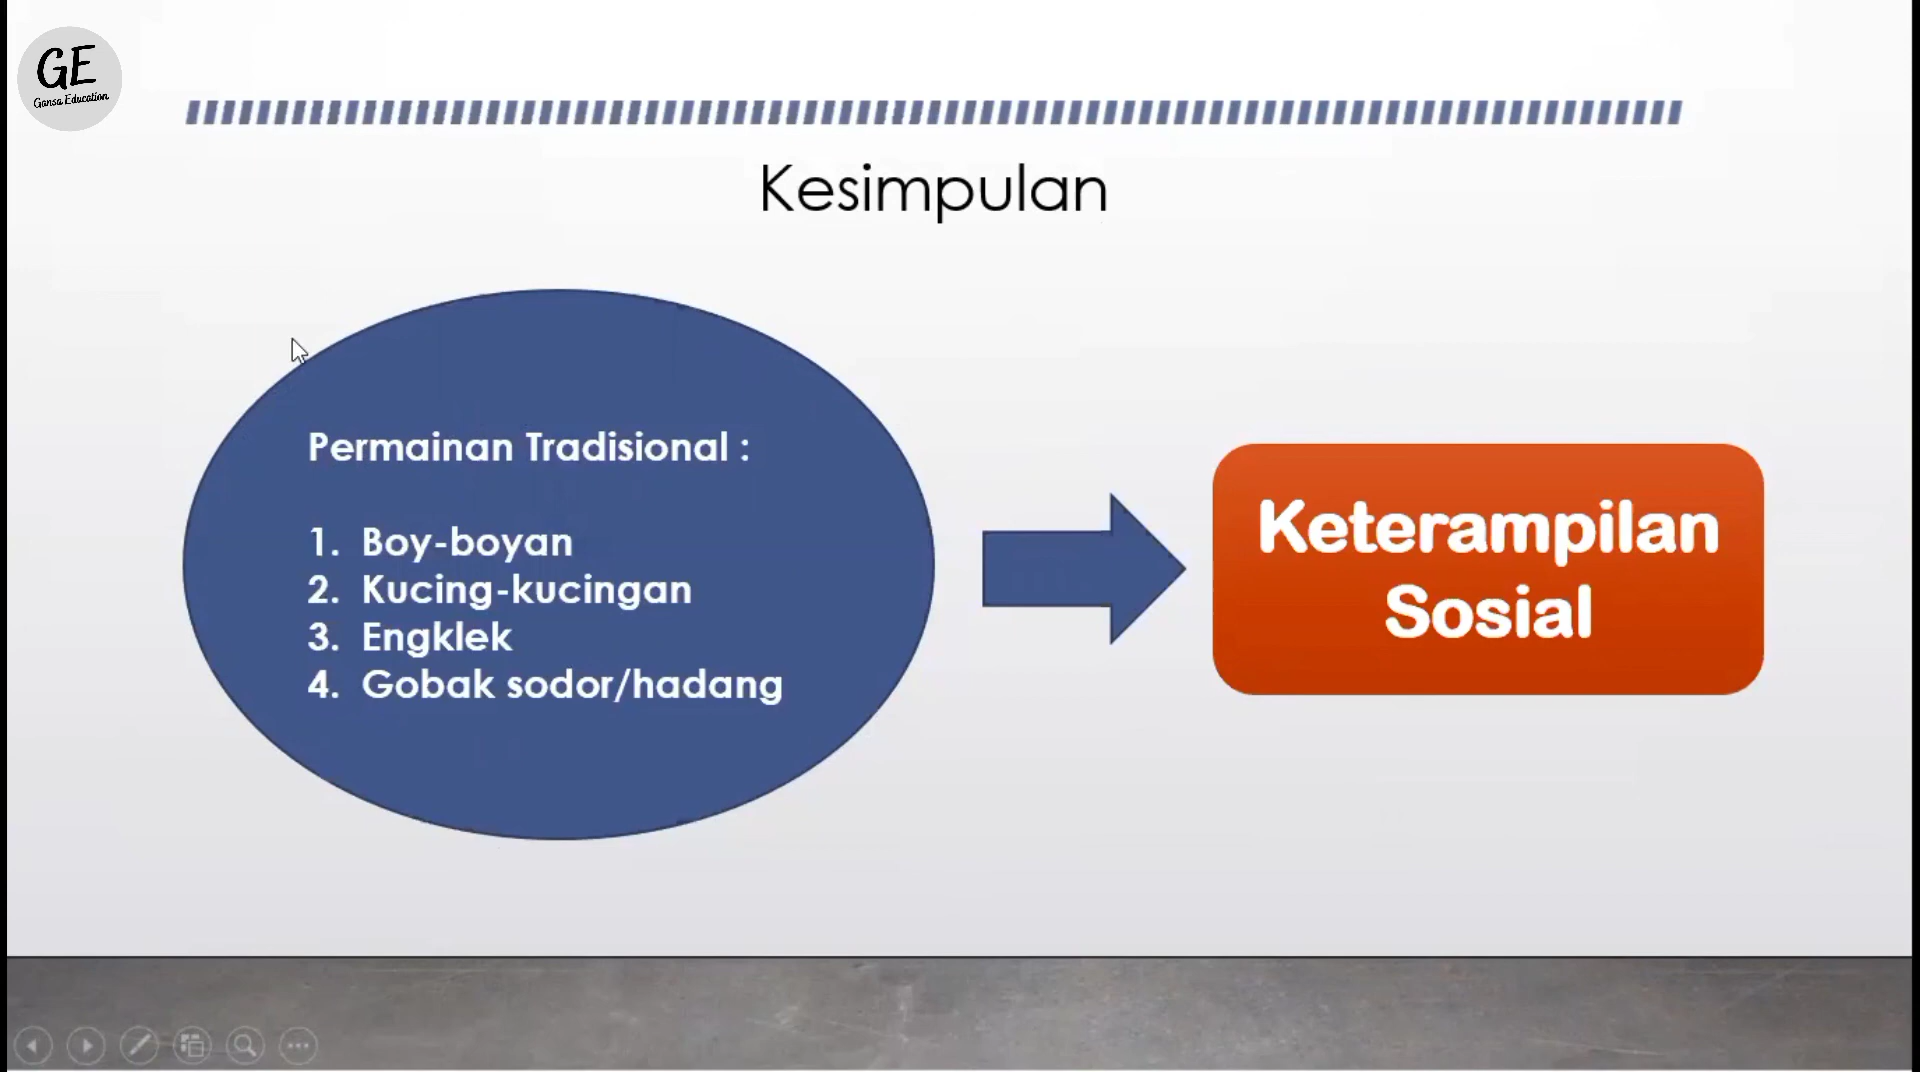 GE
Gansa Education
Kesimpulan
Permainan Tradisional :
1. Boy-boyan
2. Kucing-kucingan
3. Engklek
4. Gobak sodor/hadang
Keterampilan
Sosial